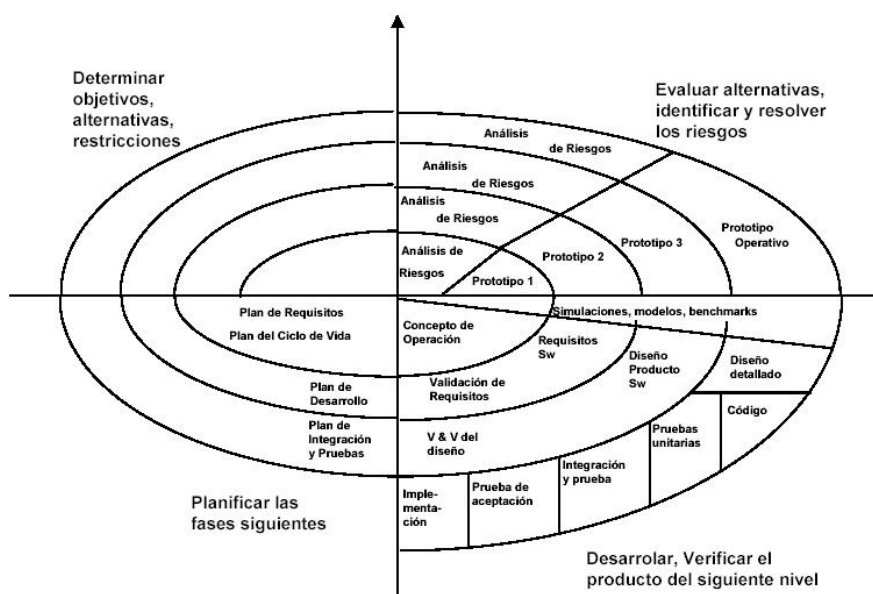 Determinar
objetivos,
alternativas,
restricciones
Evaluar alternativas,
identificar y resolver
los riesgos
Análisis
de Riesgos
Análisis
de Riesgos
Análisis
de Riesgos
Análisis de
Riesgos
Prototipo 1
Prototipo 2
Prototipo 3
Prototipo
Operativo
Simulaciones, modelos, benchmarks
Plan de Requisitos
Plan del Ciclo de Vida
Concepto de
Operación
Requisitos
Sw
Diseño
Producto
Sw
Diseño
detallado
Plan de
Desarrollo
Validación de
Requisitos
Código
Plan de
Integración
y Pruebas
V & V del
diseño
Pruebas
unitarias
Integración
y prueba
Prueba de
aceptación
Imple-
menta-
ción
Planificar las
fases siguientes
Desarrolar, Verificar el
producto del siguiente nivel